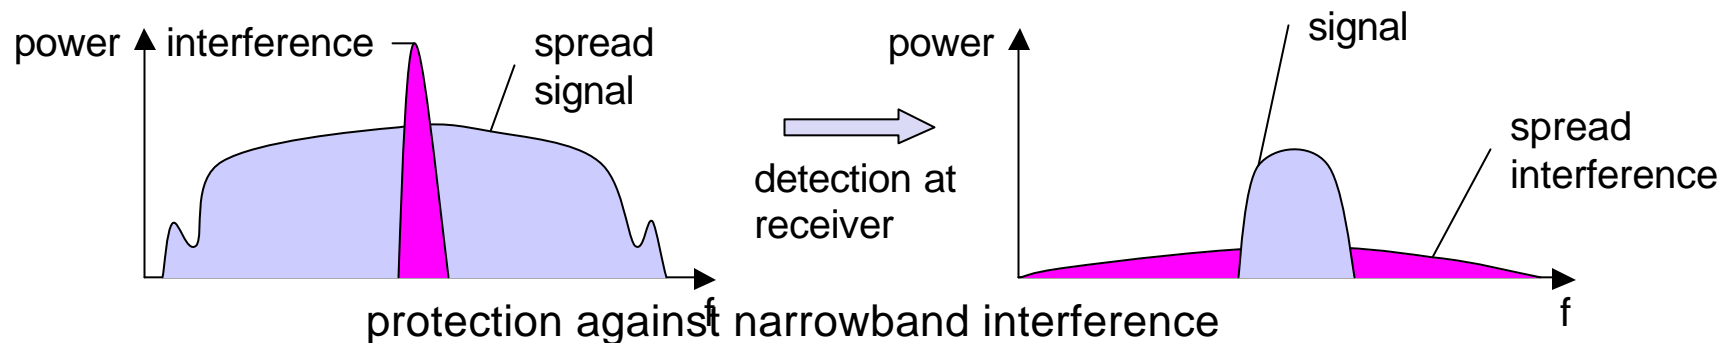 power
interference
spread
signal
detection at
receiver
f
power
signal
spread
interference
f
protection against narrowband interference